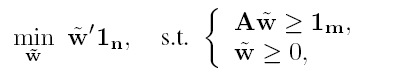 min w̃ w̃′1ₙ, s.t. { Aw̃ ≥ 1ₘ,
w̃ ≥ 0,